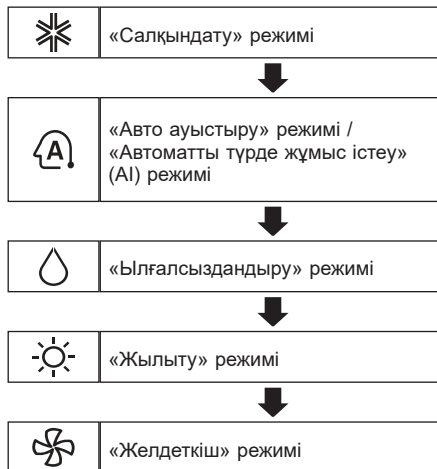 «Салқындату» режимі
A
«Авто ауыстыру» режимі /
«Автоматты түрде жұмыс істеу»
(AI) режимі
«Ылғалсыздандыру» режимі
«Жылыту» режимі
«Желдеткіш» режимі